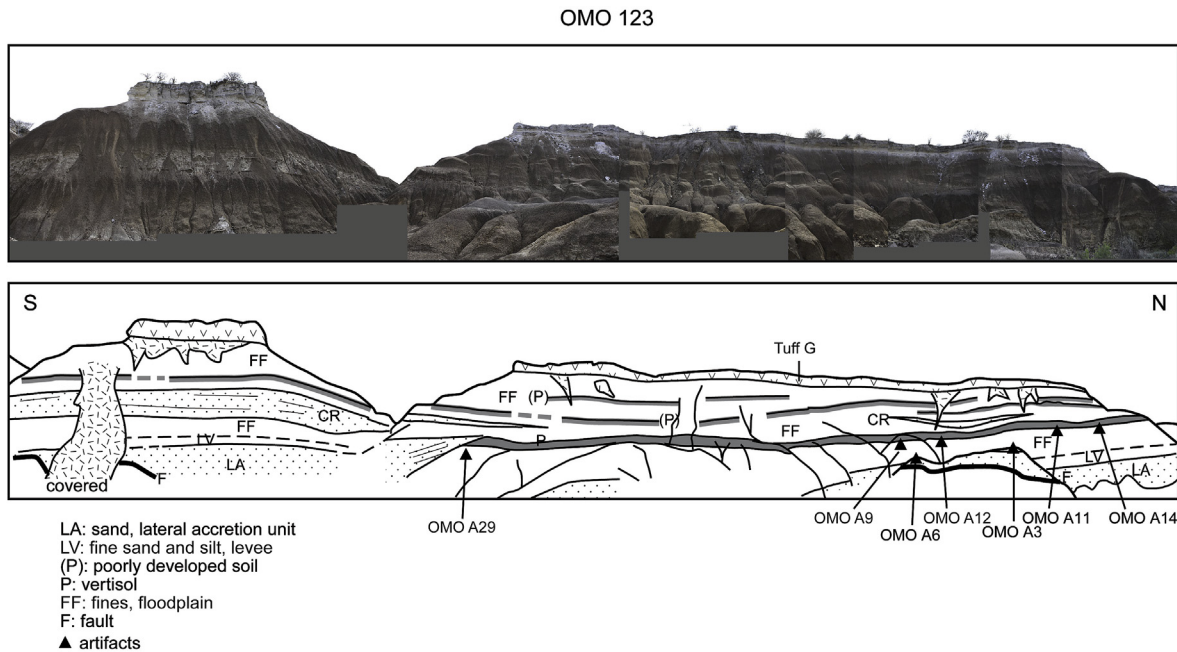 OMO 123
S
N
Tuff G
FF
FF (P)
CR
(P)
CR
FF
FF
P
FF
LV
LV
LA
LA
F
F
covered
OMO A29
OMO A9
OMO A12
OMO A6
OMO A3
OMO A11
OMO A14
LA: sand, lateral accretion unit
LV: fine sand and silt, levee
(P): poorly developed soil
P: vertisol
FF: fines, floodplain
F: fault
▲ artifacts